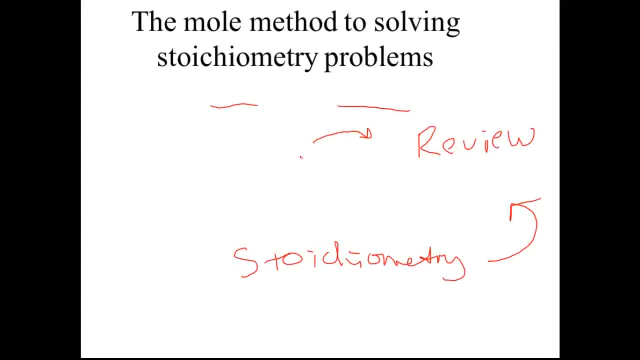 The mole method to solving
stoichiometry problems
Review
Stoichiometry